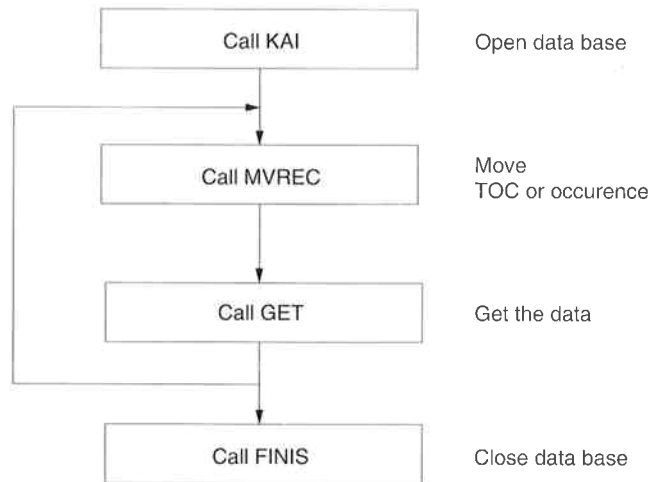 Call KAI
Open data base
Call MVREC
Move
TOC or occurence
Call GET
Get the data
Call FINIS
Close data base